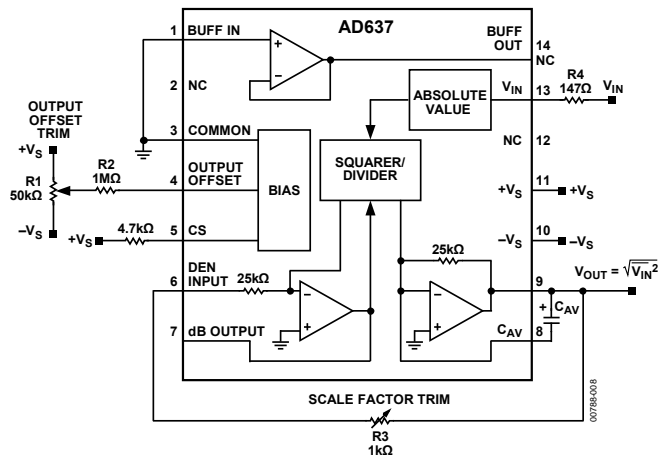 AD637
1 BUFF IN
BUFF
OUT
14
NC
2 NC
ABSOLUTE
VALUE
VIN
13
R4
147Ω
VIN
OUTPUT
OFFSET
TRIM
+VS
3 COMMON
NC 12
SQUARER/
DIVIDER
R1
50kΩ
R2
1MΩ
OUTPUT
4 OFFSET
BIAS
+VS 11 +VS
–VS
+VS
4.7kΩ
5 CS
–VS 10 –VS
DEN
6 INPUT
25kΩ
25kΩ
9
VOUT = √VIN²
+ CAV
7 dB OUTPUT
CAV 8
SCALE FACTOR TRIM
R3
1kΩ
00788-008